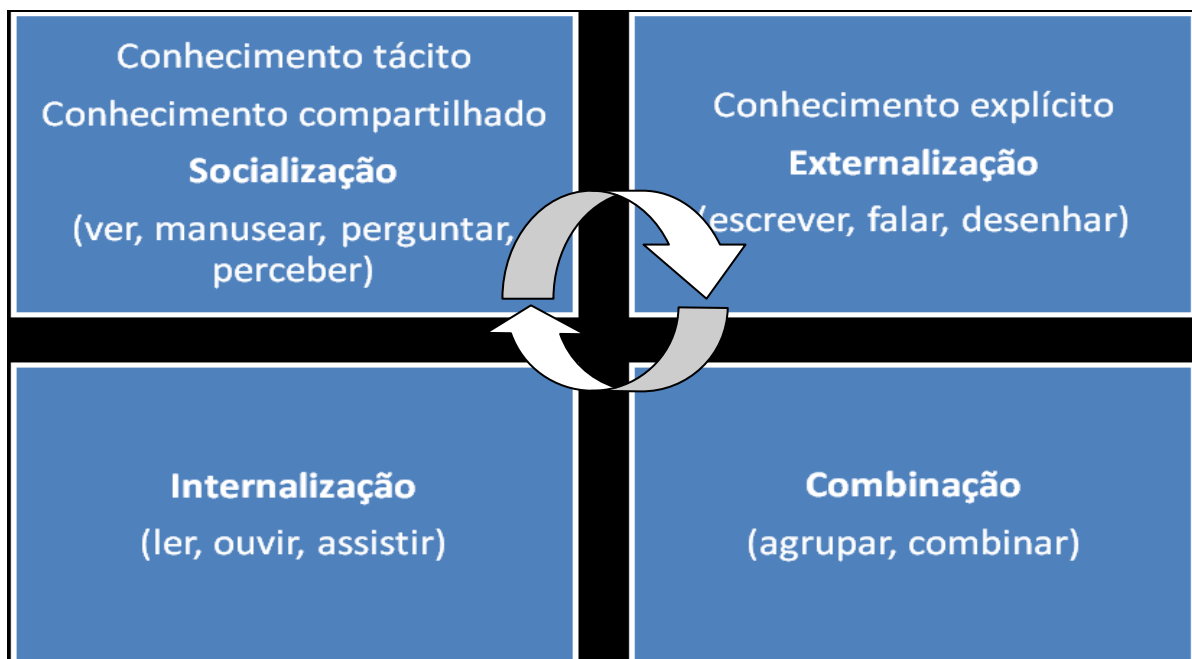 Conhecimento tácito
Conhecimento compartilhado
Socialização
(ver, manusear, perguntar,
perceber)
Conhecimento explícito
Externalização
(escrever, falar, desenhar)
Internalização
(ler, ouvir, assistir)
Combinação
(agrupar, combinar)